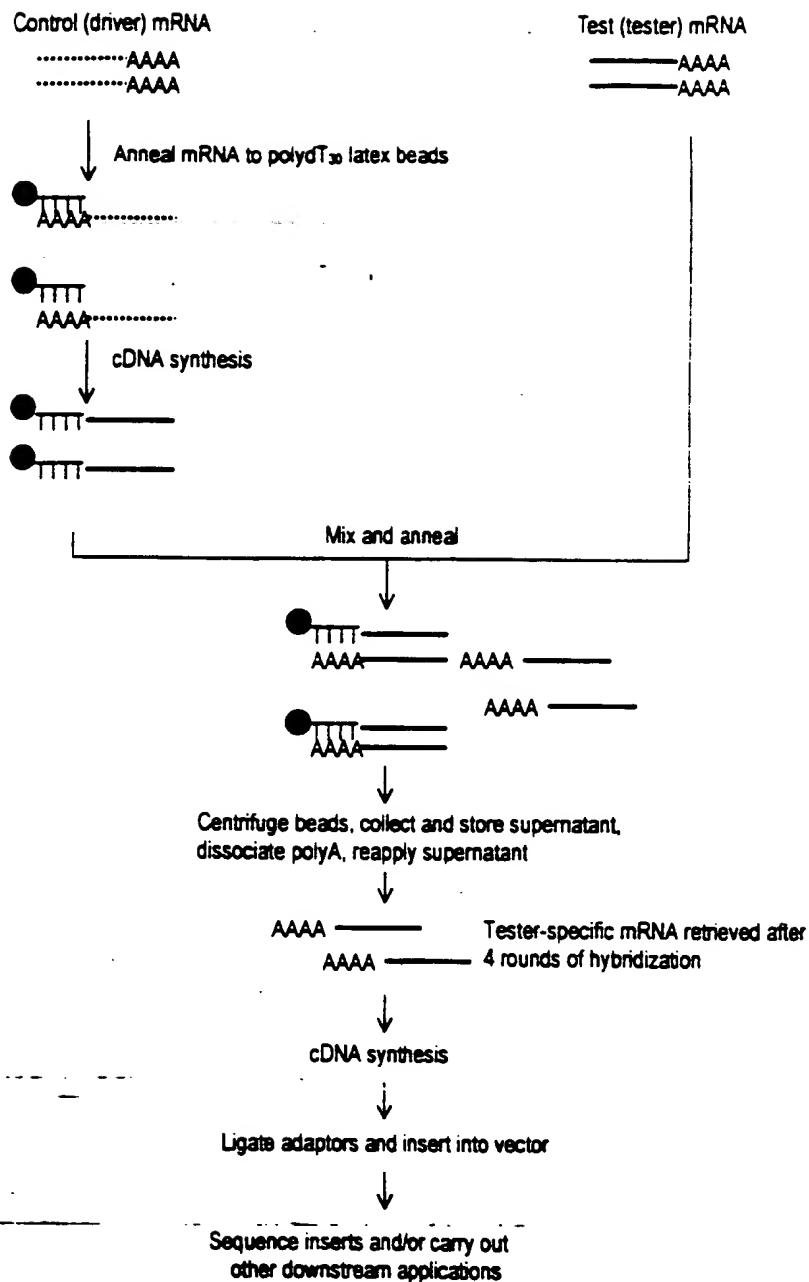 Control (driver) mRNA
Test (tester) mRNA
AAAA
AAAA
AAAA
AAAA
Anneal mRNA to polydT₃₀ latex beads
TTTT
AAAA
TTTT
AAAA
cDNA synthesis
TTTT
TTTT
Mix and anneal
TTTT
AAAA
AAAA
AAAA
TTTT
AAAA
Centrifuge beads, collect and store supernatant,
dissociate polyA, reapply supernatant
AAAA
AAAA
Tester-specific mRNA retrieved after
4 rounds of hybridization
cDNA synthesis
Ligate adaptors and insert into vector
Sequence inserts and/or carry out
other downstream applications